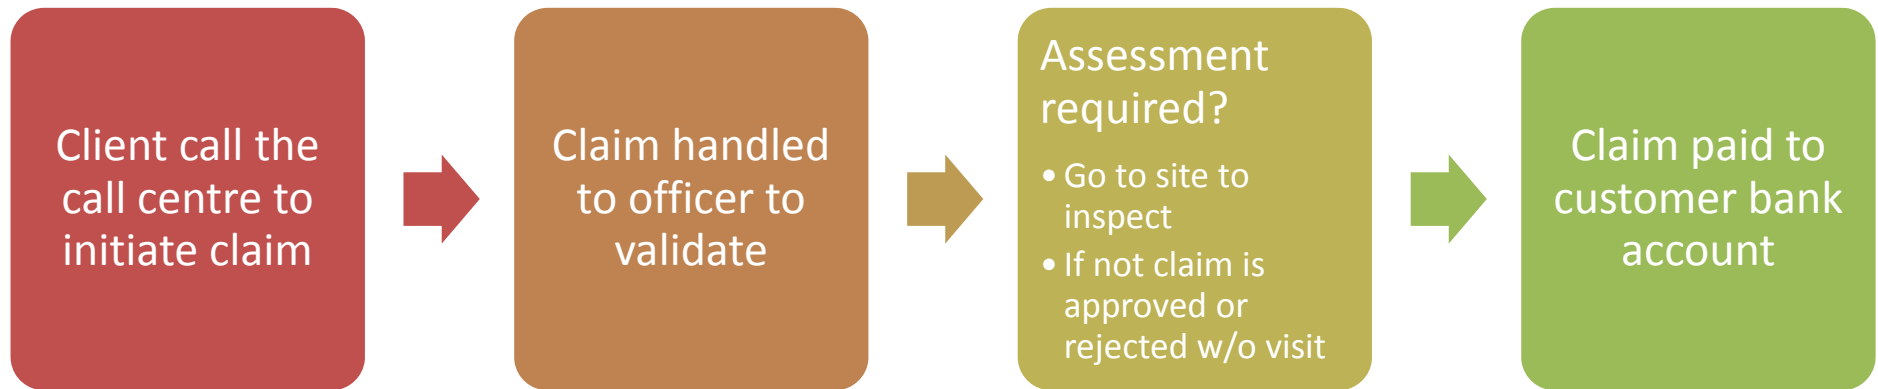 Client call the
call centre to
initiate claim
Claim handled
to officer to
validate
Assessment
required?
• Go to site to
inspect
• If not claim is
approved or
rejected w/o visit
Claim paid to
customer bank
account